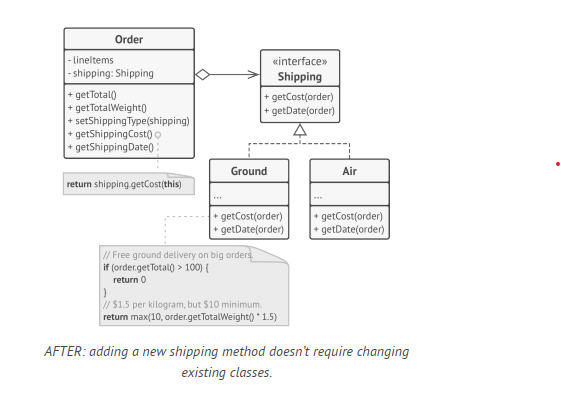 Order
- lineItems
- shipping: Shipping
+ getTotal()
+ getTotalWeight()
+ setShippingType(shipping)
+ getShippingCost()
+ getShippingDate()
return shipping.getCost(this)
«interface»
Shipping
+ getCost(order)
+ getDate(order)
Ground
...
+ getCost(order)
+ getDate(order)
Air
...
+ getCost(order)
+ getDate(order)
// Free ground delivery on big orders.
if (order.getTotal() > 100) {
return 0
}
// $1.5 per kilogram, but $10 minimum.
return max(10, order.getTotalWeight() * 1.5)
AFTER: adding a new shipping method doesn't require changing
existing classes.